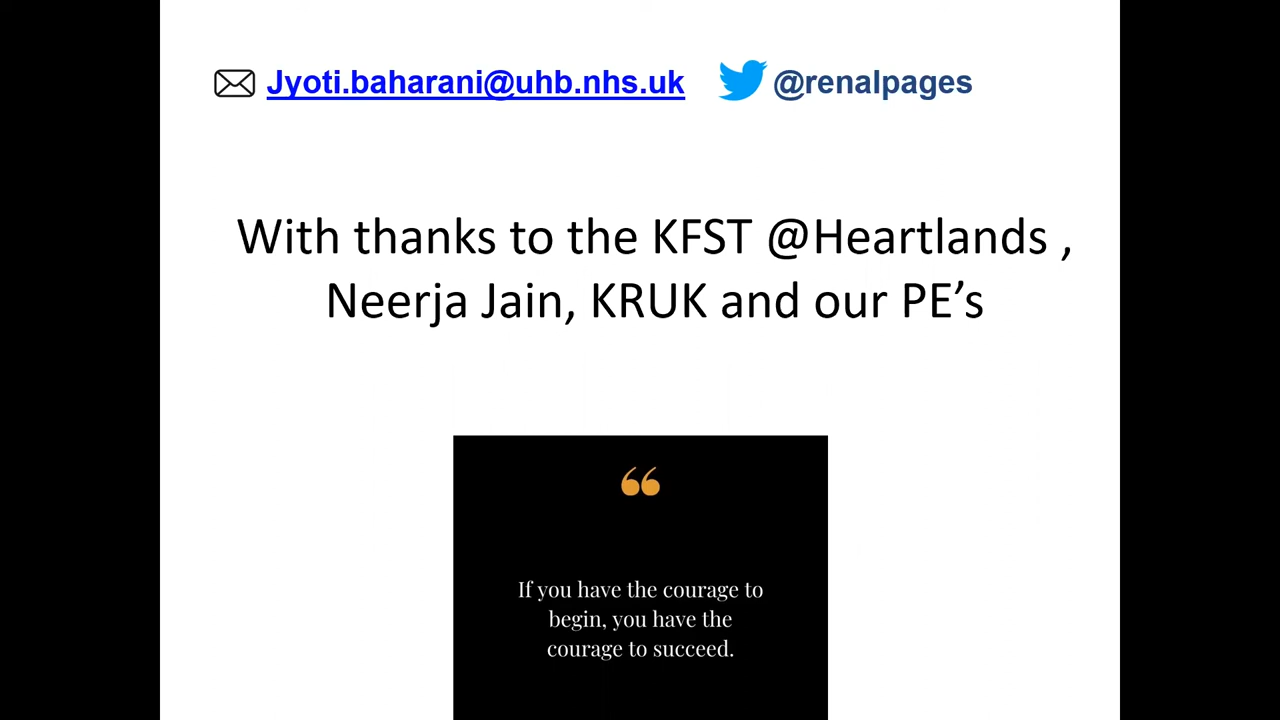 Jyoti.baharani@uhb.nhs.uk @renalpages
With thanks to the KFST @Heartlands ,
Neerja Jain, KRUK and our PE’s
“
If you have the courage to
begin, you have the
courage to succeed.